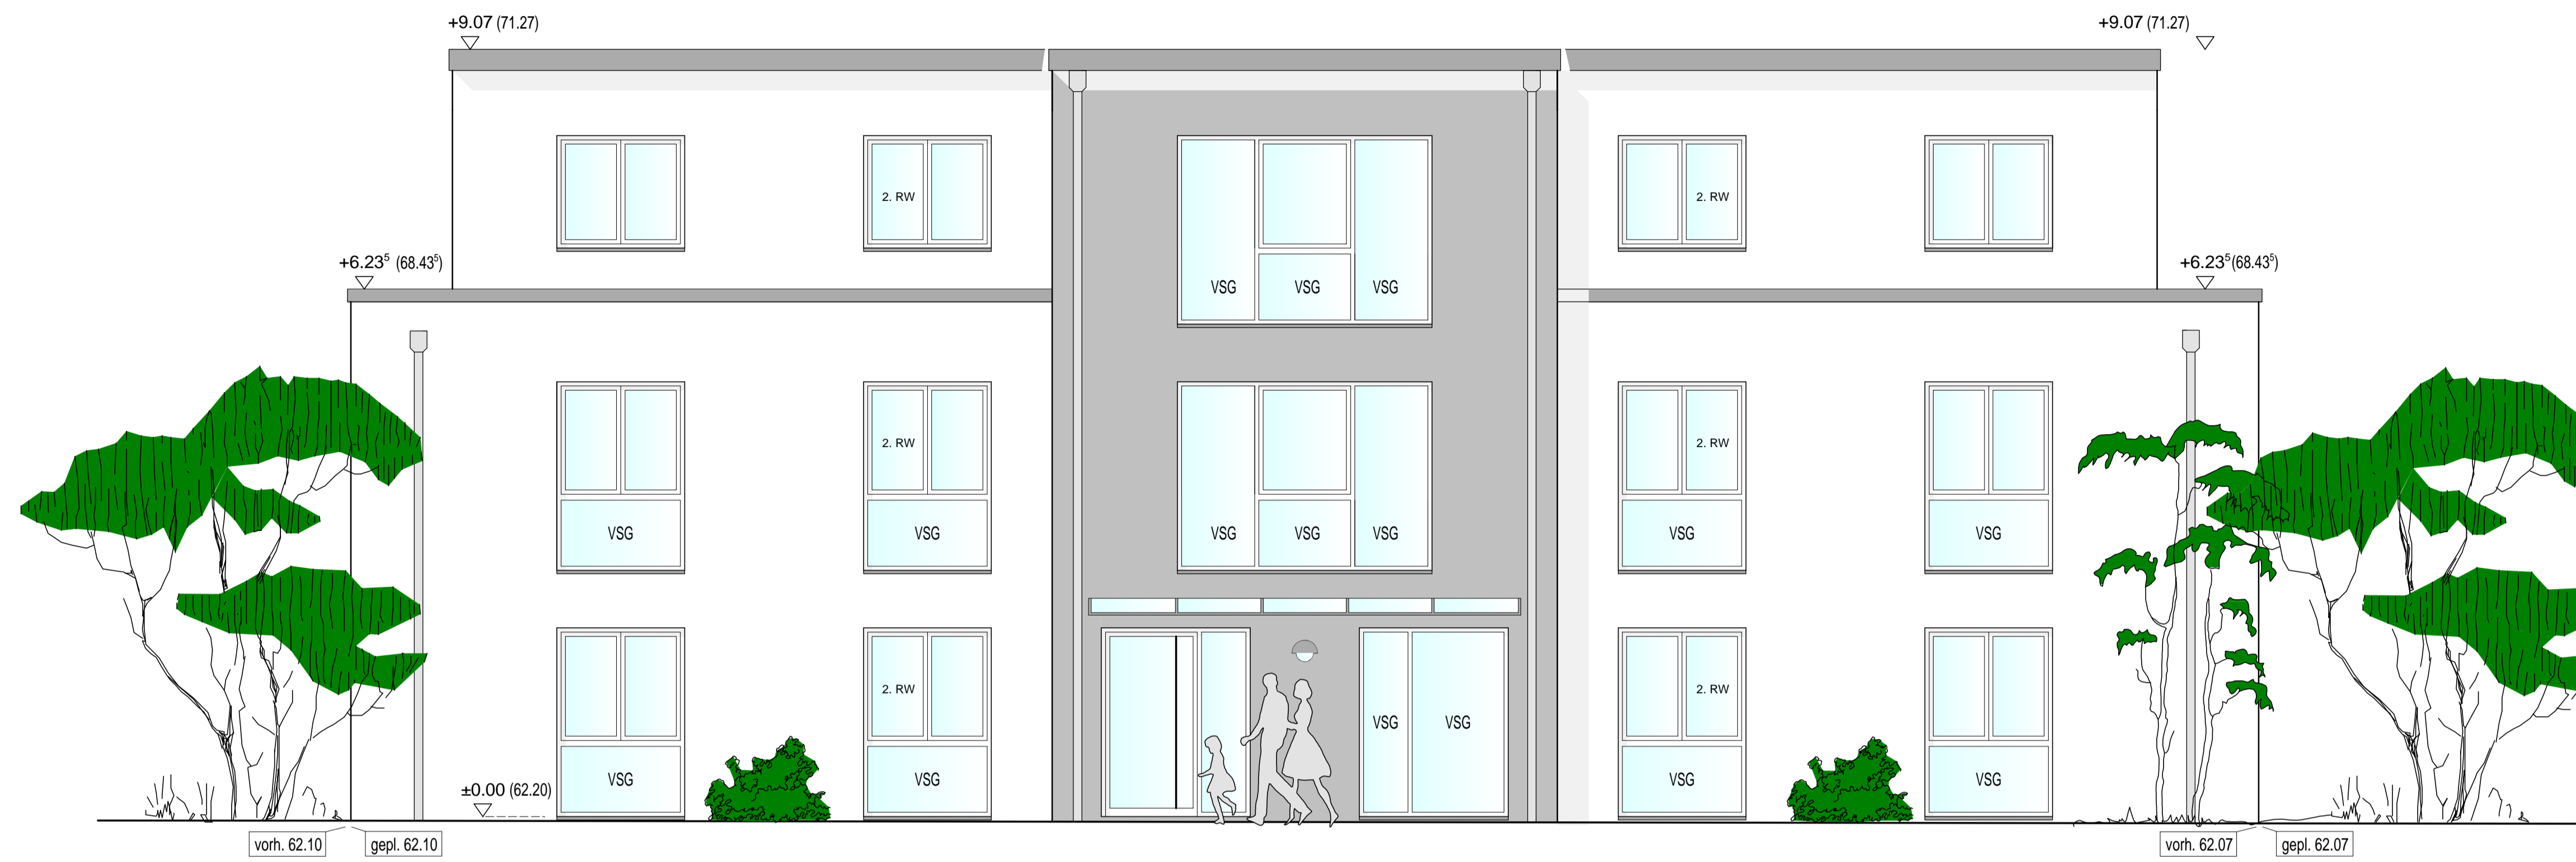 +9.07 (71.27)
+9.07 (71.27)
2. RW
2. RW
+6.23⁵ (68.43⁵)
+6.23⁵ (68.43⁵)
VSG
VSG
VSG
2. RW
2. RW
VSG
VSG
VSG
VSG
VSG
VSG
VSG
2. RW
2. RW
VSG
VSG
VSG
VSG
VSG
VSG
±0.00 (62.20)
vorh. 62.10
gepl. 62.10
vorh. 62.07
gepl. 62.07